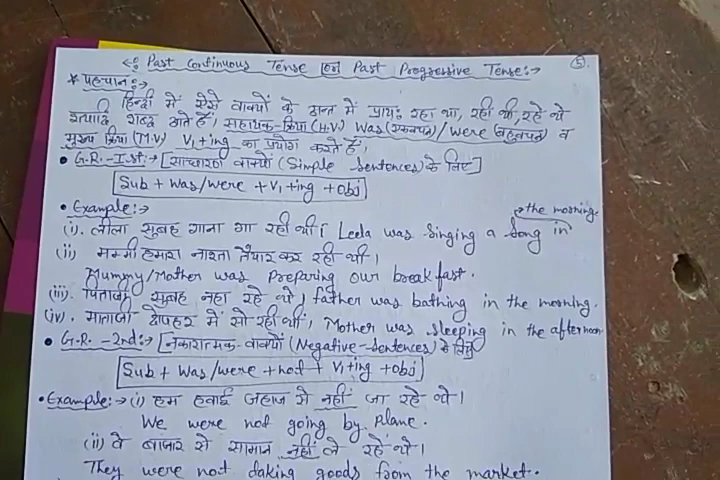 Past Continuous Tense (or) Past Progressive Tense:→ ⑤
* पहचान :→
हिन्दी में ऐसे वाक्यों के अन्त में प्रायः रहा था, रही थी, रहे थे
इत्यादि शब्द आते हैं। सहायक-क्रिया (H.V.) Was (एकवचन) / Were (बहुवचन) व
मुख्य क्रिया (M.V.) V₁+ing का प्रयोग करते हैं।
• G.R.-Ist:→ [साधारण वाक्यों (Simple Sentences) के लिए]
[Sub + Was/were + V₁+ing + obj]
• Example:→
(i). लीला सुबह गाना गा रही थी। Leela was singing a song in the morning.
(ii) मम्मी हमारा नाश्ता तैयार कर रही थी।
Mummy/Mother was preparing our breakfast.
(iii). पिताजी सुबह नहा रहे थे। father was bathing in the morning.
(iv). माताजी दोपहर में सो रही थीं। Mother was sleeping in the afternoon
• G.R.-2nd:→ [नकारात्मक-वाक्यों (Negative-Sentences) के लिए]
[Sub + Was/were + not + V₁+ing + obj]
• Example:→ (i) हम हवाई जहाज से नहीं जा रहे थे।
We were not going by Plane.
(ii) वे बाजार से सामान नहीं ले रहे थे।
They were not taking goods from the market.